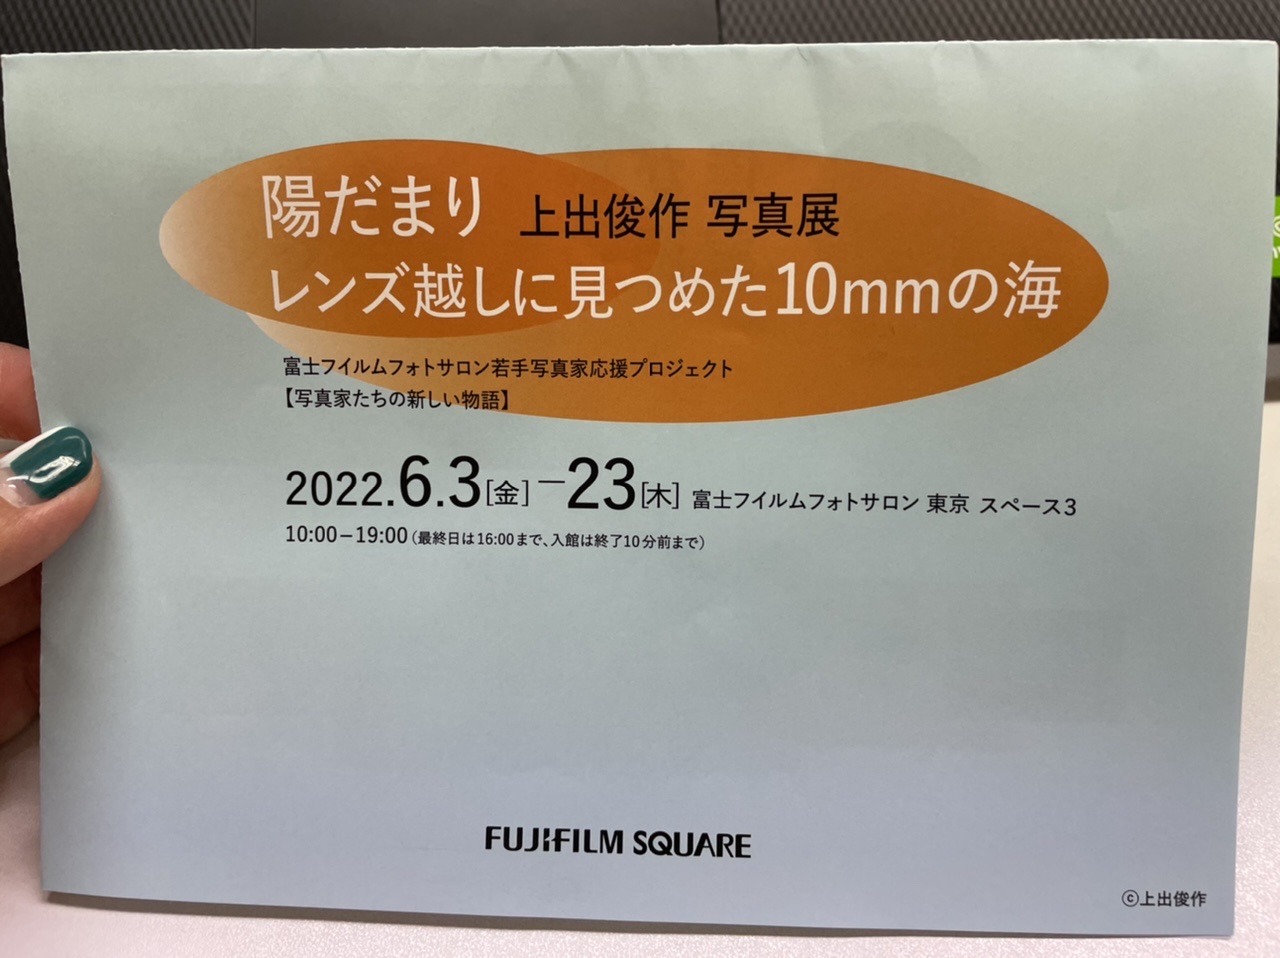 陽だまり 上出俊作 写真展
レンズ越しに見つめた10mmの海
富士フイルムフォトサロン若手写真家応援プロジェクト
【写真家たちの新しい物語】
2022.6.3[金]－23[木] 富士フイルムフォトサロン 東京 スペース3
10:00－19:00（最終日は16:00まで、入館は終了10分前まで）
FUJIFILM SQUARE
©上出俊作